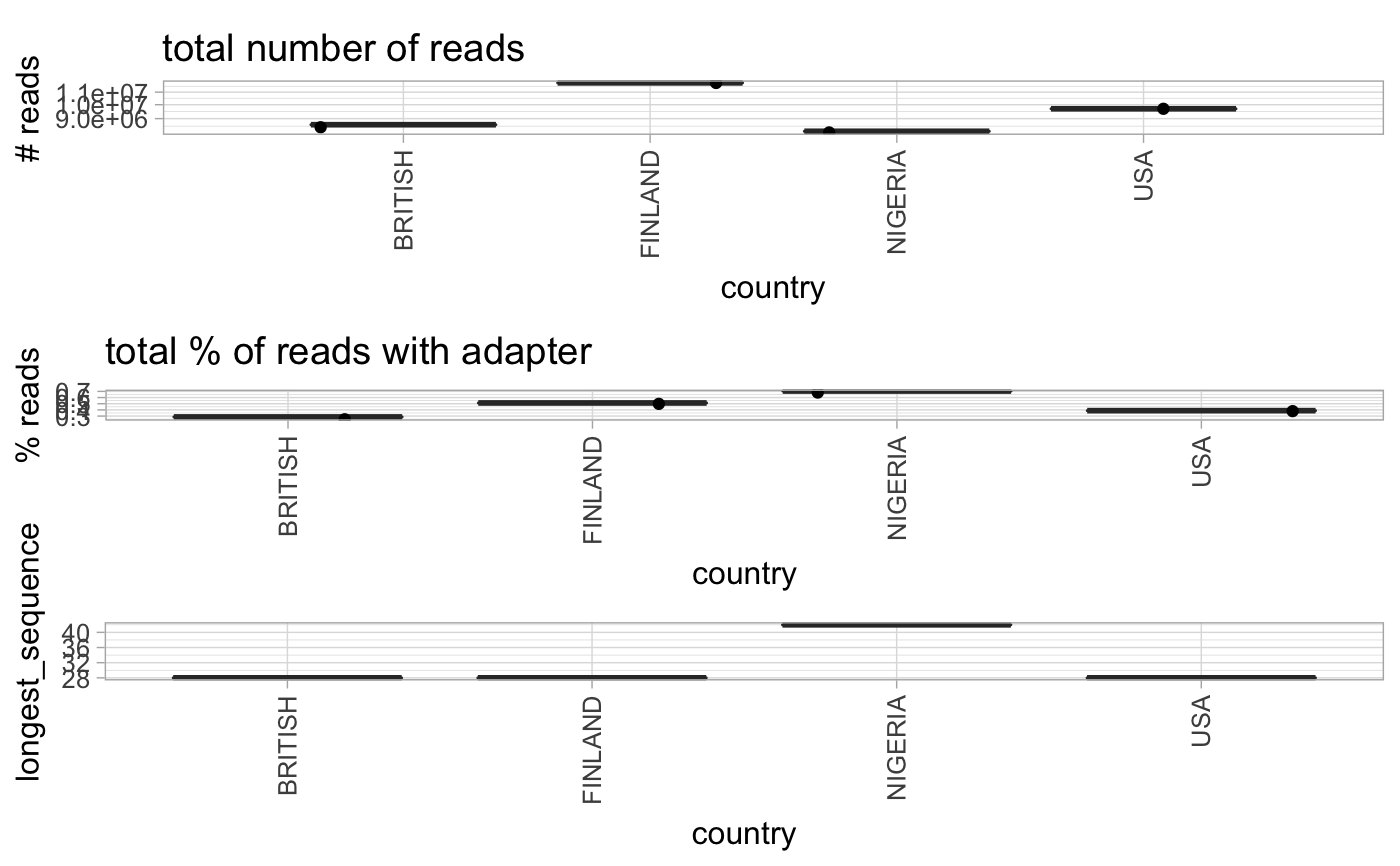 total number of reads
# reads
1.1e+07
1.0e+07
9.0e+06
BRITISH
FINLAND
NIGERIA
USA
country
total % of reads with adapter
% reads
0.7
0.6
0.5
0.4
0.3
BRITISH
FINLAND
NIGERIA
USA
country
longest_sequence
40
36
32
28
BRITISH
FINLAND
NIGERIA
USA
country